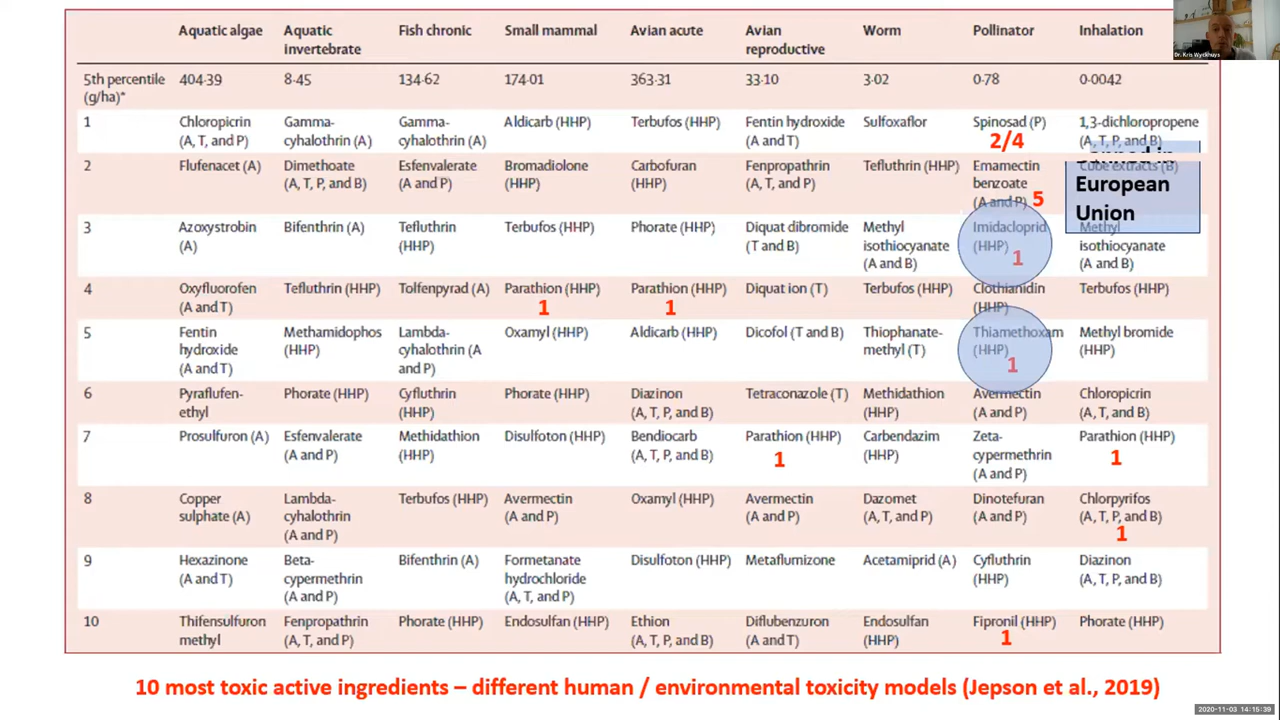 Aquatic algae Aquatic invertebrate Fish chronic Small mammal Avian acute Avian reproductive Worm Pollinator Inhalation
5th percentile (g/ha)* 404·39 8·45 134·62 174·01 363·31 33·10 3·02 0·78 0·0042
1 Chloropicrin (A, T, and P) Gamma-cyhalothrin (A) Gamma-cyhalothrin (A) Aldicarb (HHP) Terbufos (HHP) Fentin hydroxide (A and T) Sulfoxaflor Spinosad (P) 2/4 1,3-dichloropropene (A, T, P, and B)
2 Flufenacet (A) Dimethoate (A, T, P, and B) Esfenvalerate (A and P) Bromadiolone (HHP) Carbofuran (HHP) Fenpropathrin (A, T, and P) Tefluthrin (HHP) Emamectin benzoate (A and P) 5 extracts (B)
European
Union
3 Azoxystrobin (A) Bifenthrin (A) Tefluthrin (HHP) Terbufos (HHP) Phorate (HHP) Diquat dibromide (T and B) Methyl isothiocyanate (A and B) Imidacloprid (HHP) 1 Methyl isothiocyanate (A and B)
4 Oxyfluorofen (A and T) Tefluthrin (HHP) Tolfenpyrad (A) Parathion (HHP) 1 Parathion (HHP) 1 Diquat ion (T) Terbufos (HHP) Clothianidin (HHP) Terbufos (HHP)
5 Fentin hydroxide (A and T) Methamidophos (HHP) Lambda-cyhalothrin (A and P) Oxamyl (HHP) Aldicarb (HHP) Dicofol (T and B) Thiophanate-methyl (T) Thiamethoxam (HHP) 1 Methyl bromide (HHP)
6 Pyraflufen-ethyl Phorate (HHP) Cyfluthrin (HHP) Phorate (HHP) Diazinon (A, T, P, and B) Tetraconazole (T) Methidathion (HHP) Avermectin (A and P) Chloropicrin (A, T, and B)
7 Prosulfuron (A) Esfenvalerate (A and P) Methidathion (HHP) Disulfoton (HHP) Bendiocarb (A, T, P, and B) Parathion (HHP) 1 Carbendazim (HHP) Zeta-cypermethrin (A and P) Parathion (HHP) 1
8 Copper sulphate (A) Lambda-cyhalothrin (A and P) Terbufos (HHP) Avermectin (A and P) Oxamyl (HHP) Avermectin (A and P) Dazomet (A, T, and P) Dinotefuran (A and P) Chlorpyrifos (A, T, P, and B) 1
9 Hexazinone (A and T) Beta-cypermethrin (A and P) Bifenthrin (A) Formetanate hydrochloride (A, T, and P) Disulfoton (HHP) Metaflumizone Acetamiprid (A) Cyfluthrin (HHP) Diazinon (A, T, P, and B)
10 Thifensulfuron methyl Fenpropathrin (A, T, and P) Phorate (HHP) Endosulfan (HHP) Ethion (A, T, P, and B) Diflubenzuron (A and T) Endosulfan (HHP) Fipronil (HHP) 1 Phorate (HHP)
10 most toxic active ingredients – different human / environmental toxicity models (Jepson et al., 2019)
Dr. Kris Wyckhuys
2020-11-03 14:15:39